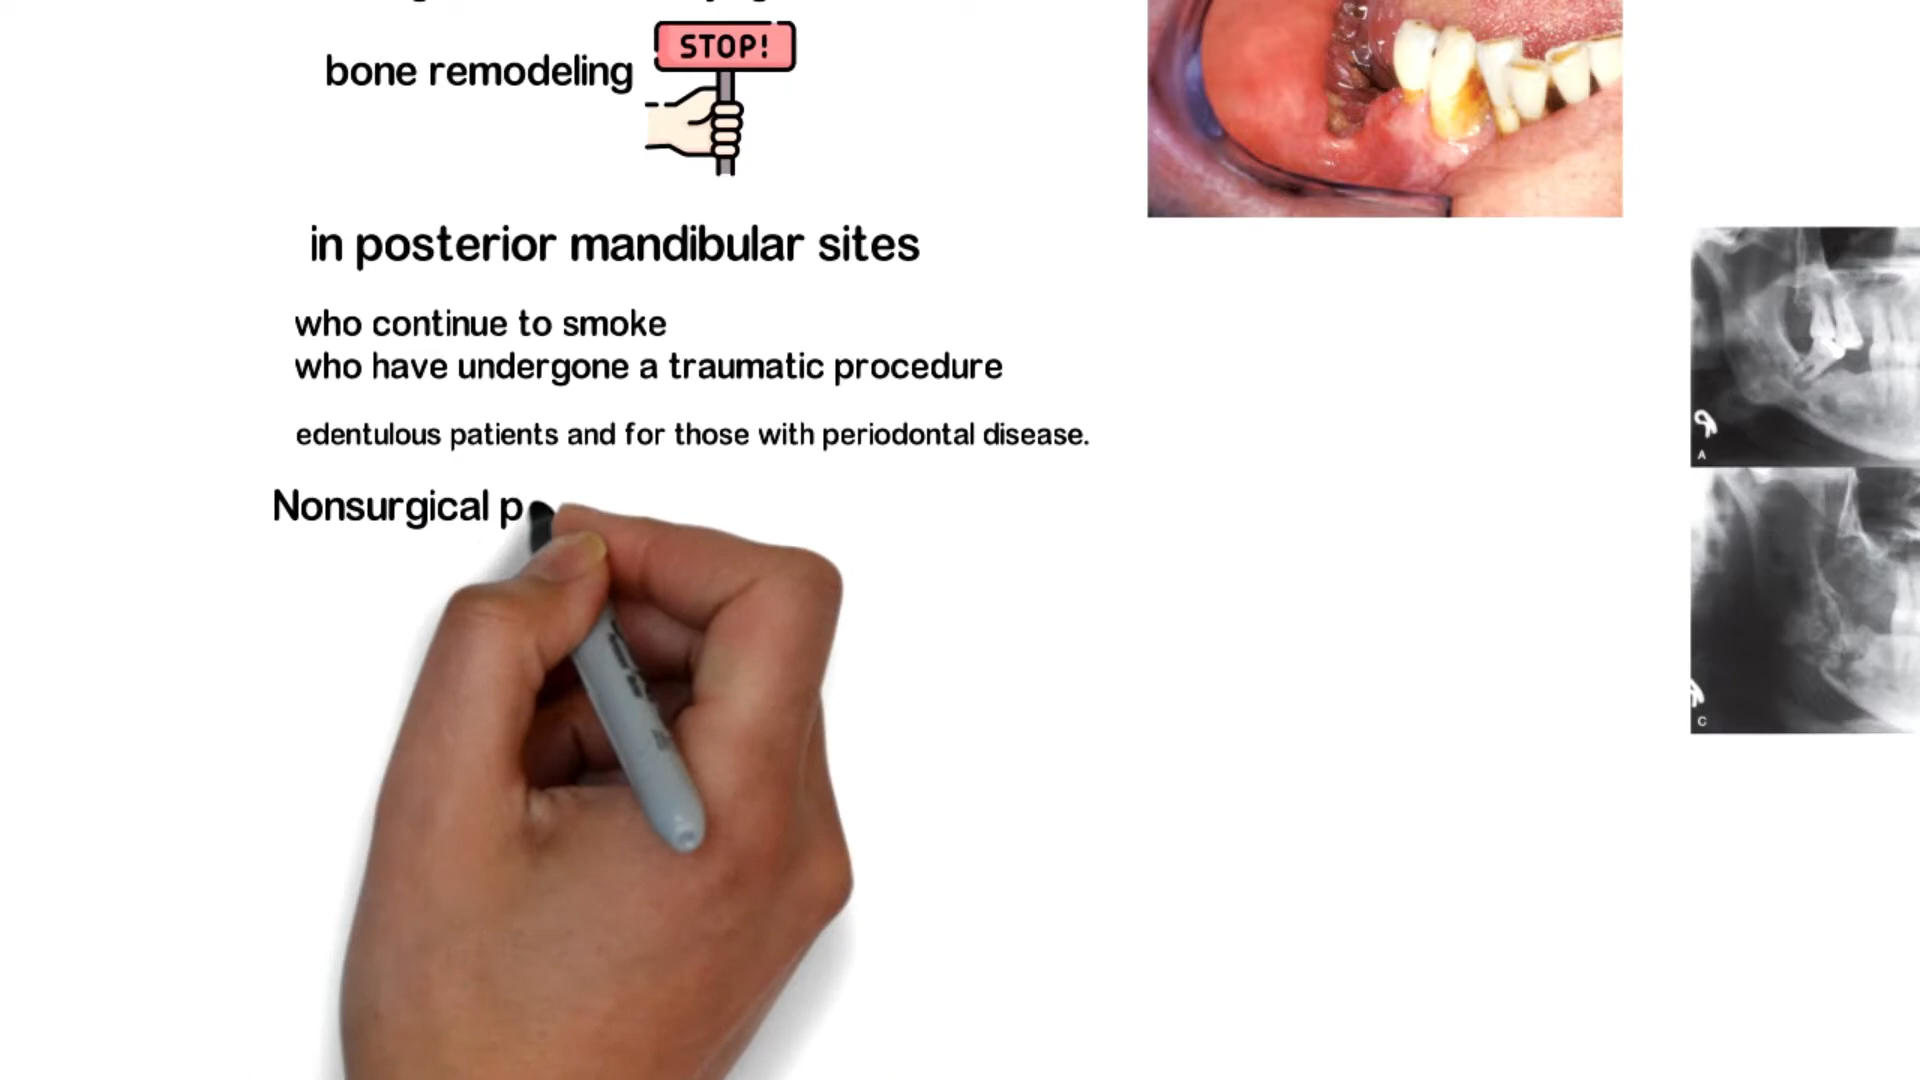 STOP!
bone remodeling
in posterior mandibular sites
who continue to smoke
who have undergone a traumatic procedure
edentulous patients and for those with periodontal disease.
Nonsurgical p
A
C